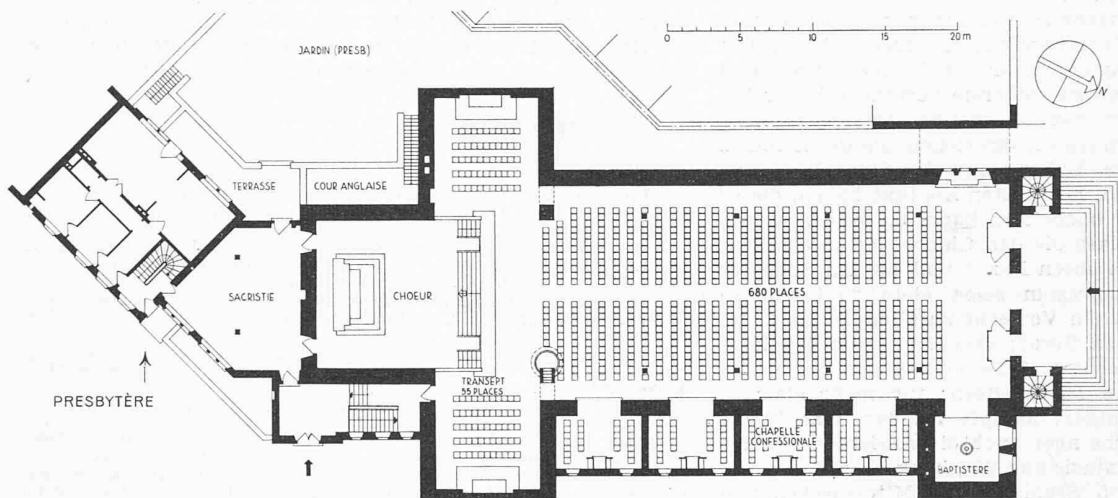 JARDIN (PRESB)
0 5 10 15 20 m
N
TERRASSE
COUR ANGLAISE
SACRISTIE
CHOEUR
680 PLACES
PRESBYTÈRE
TRANSEPT
55 PLACES
CHAPELLE
CONFESSIONALE
BAPTISTÈRE